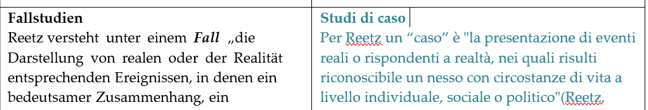 Fallstudien
Reetz versteht unter einem Fall „die
Darstellung von realen oder der Realität
entsprechenden Ereignissen, in denen ein
bedeutsamer Zusammenhang, ein
Studi di caso
Per Reetz un “caso” è "la presentazione di eventi
reali o rispondenti a realtà, nei quali risulti
riconoscibile un nesso con circostanze di vita a
livello individuale, sociale o politico"(Reetz,